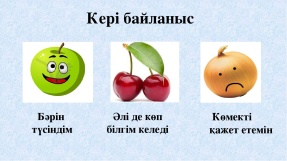 Кері байланыс
Бәрін
түсіндім
Әлі де көп
білгім келеді
Көмекті
қажет етемін